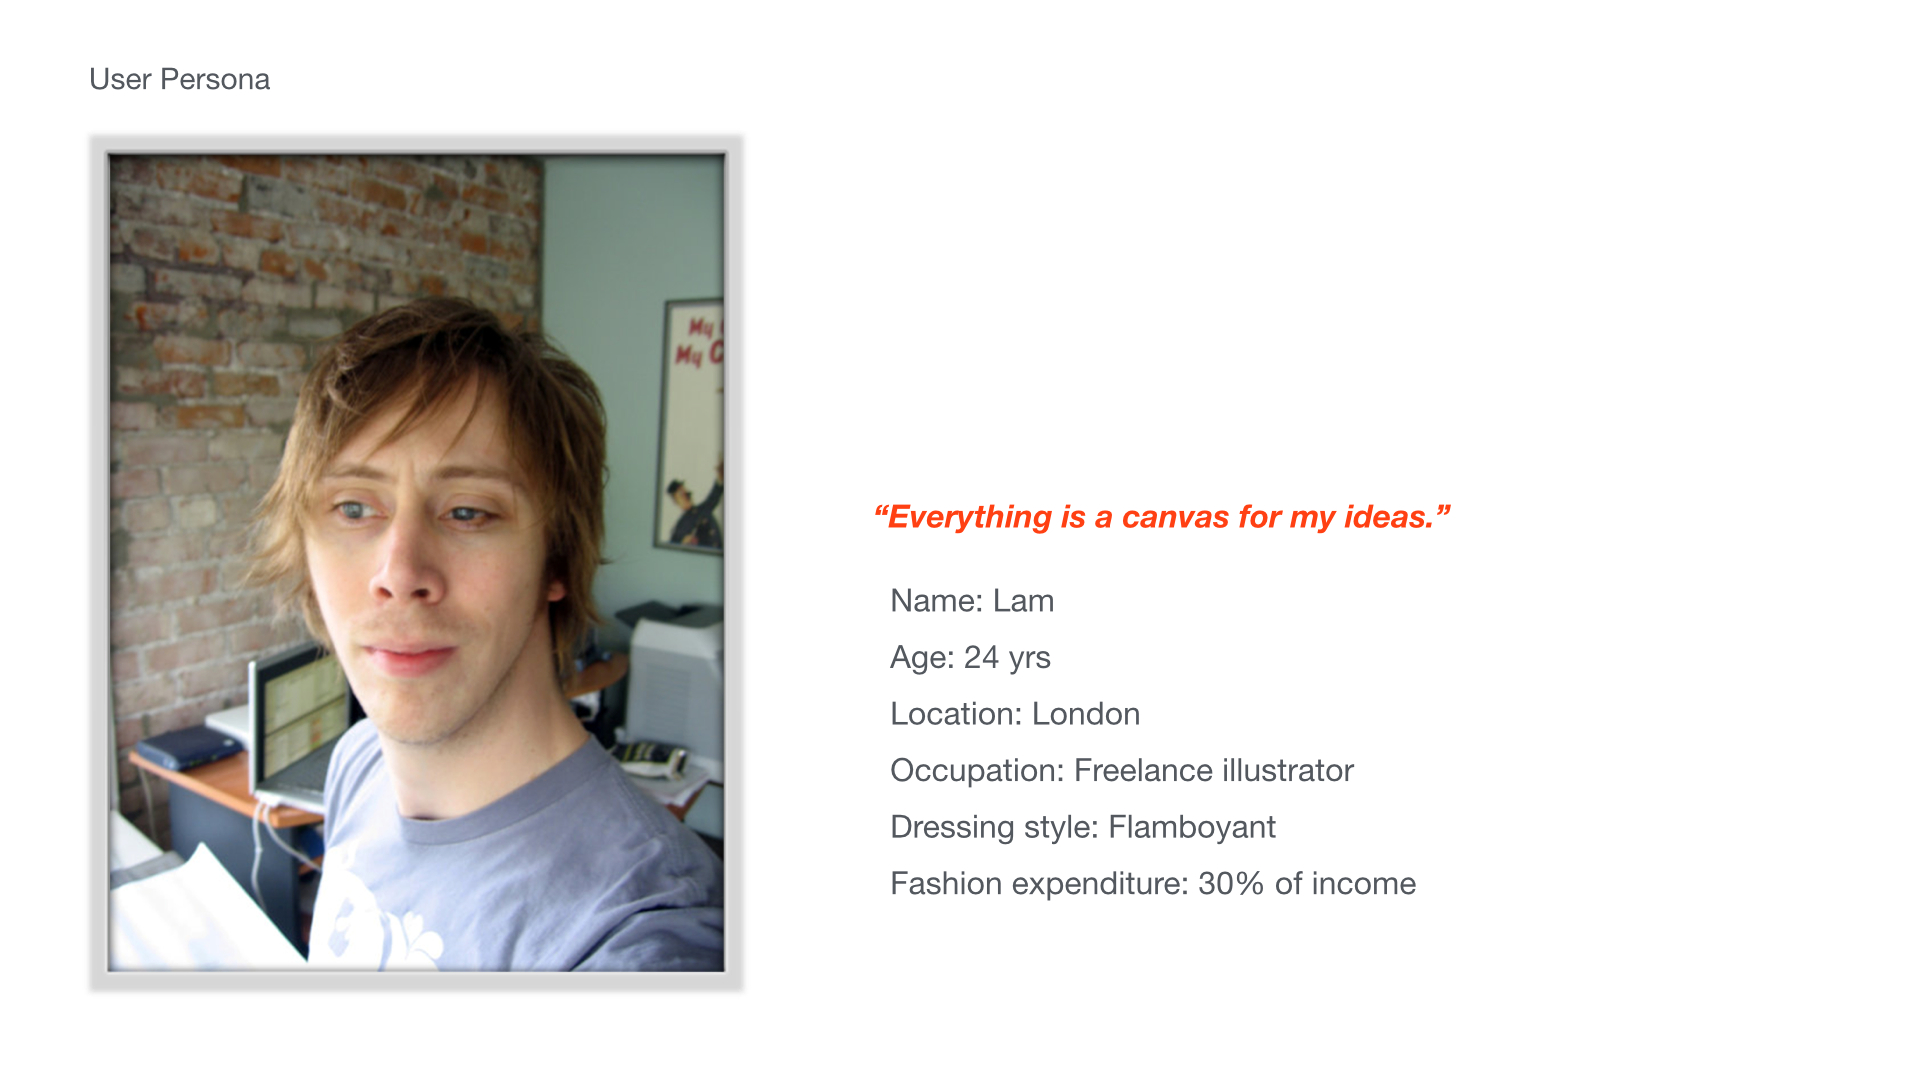 User Persona
My
My C
“Everything is a canvas for my ideas.”
Name: Lam
Age: 24 yrs
Location: London
Occupation: Freelance illustrator
Dressing style: Flamboyant
Fashion expenditure: 30% of income